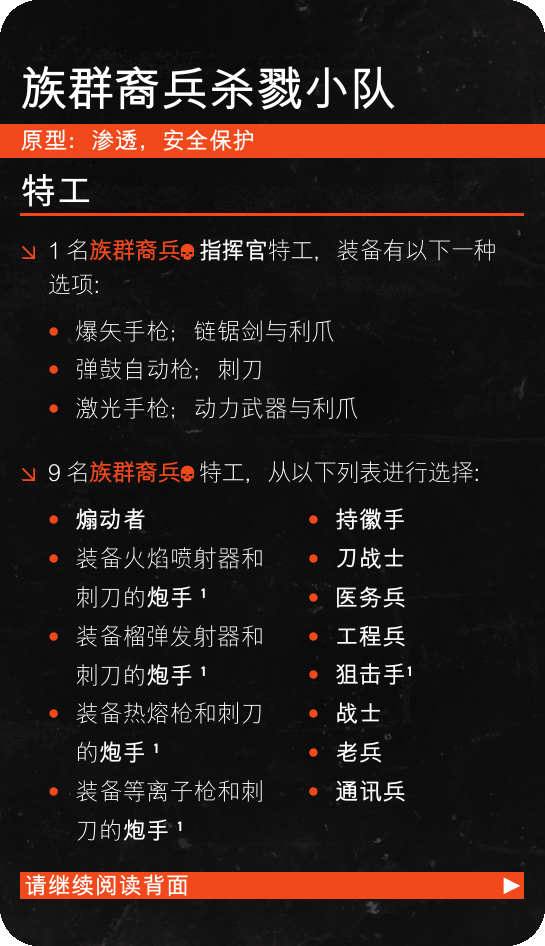 族群裔兵杀戮小队
原型：渗透，安全保护
特工
1 名族群裔兵指挥官特工，装备有以下一种
选项：
爆矢手枪；链锯剑与利爪
弹鼓自动枪；刺刀
激光手枪；动力武器与利爪
9 名族群裔兵特工，从以下列表进行选择：
煽动者
装备火焰喷射器和
刺刀的炮手 ¹
装备榴弹发射器和
刺刀的炮手 ¹
装备热熔枪和刺刀
的炮手 ¹
装备等离子枪和刺
刀的炮手 ¹
持徽手
刀战士
医务兵
工程兵
狙击手¹
战士
老兵
通讯兵
请继续阅读背面